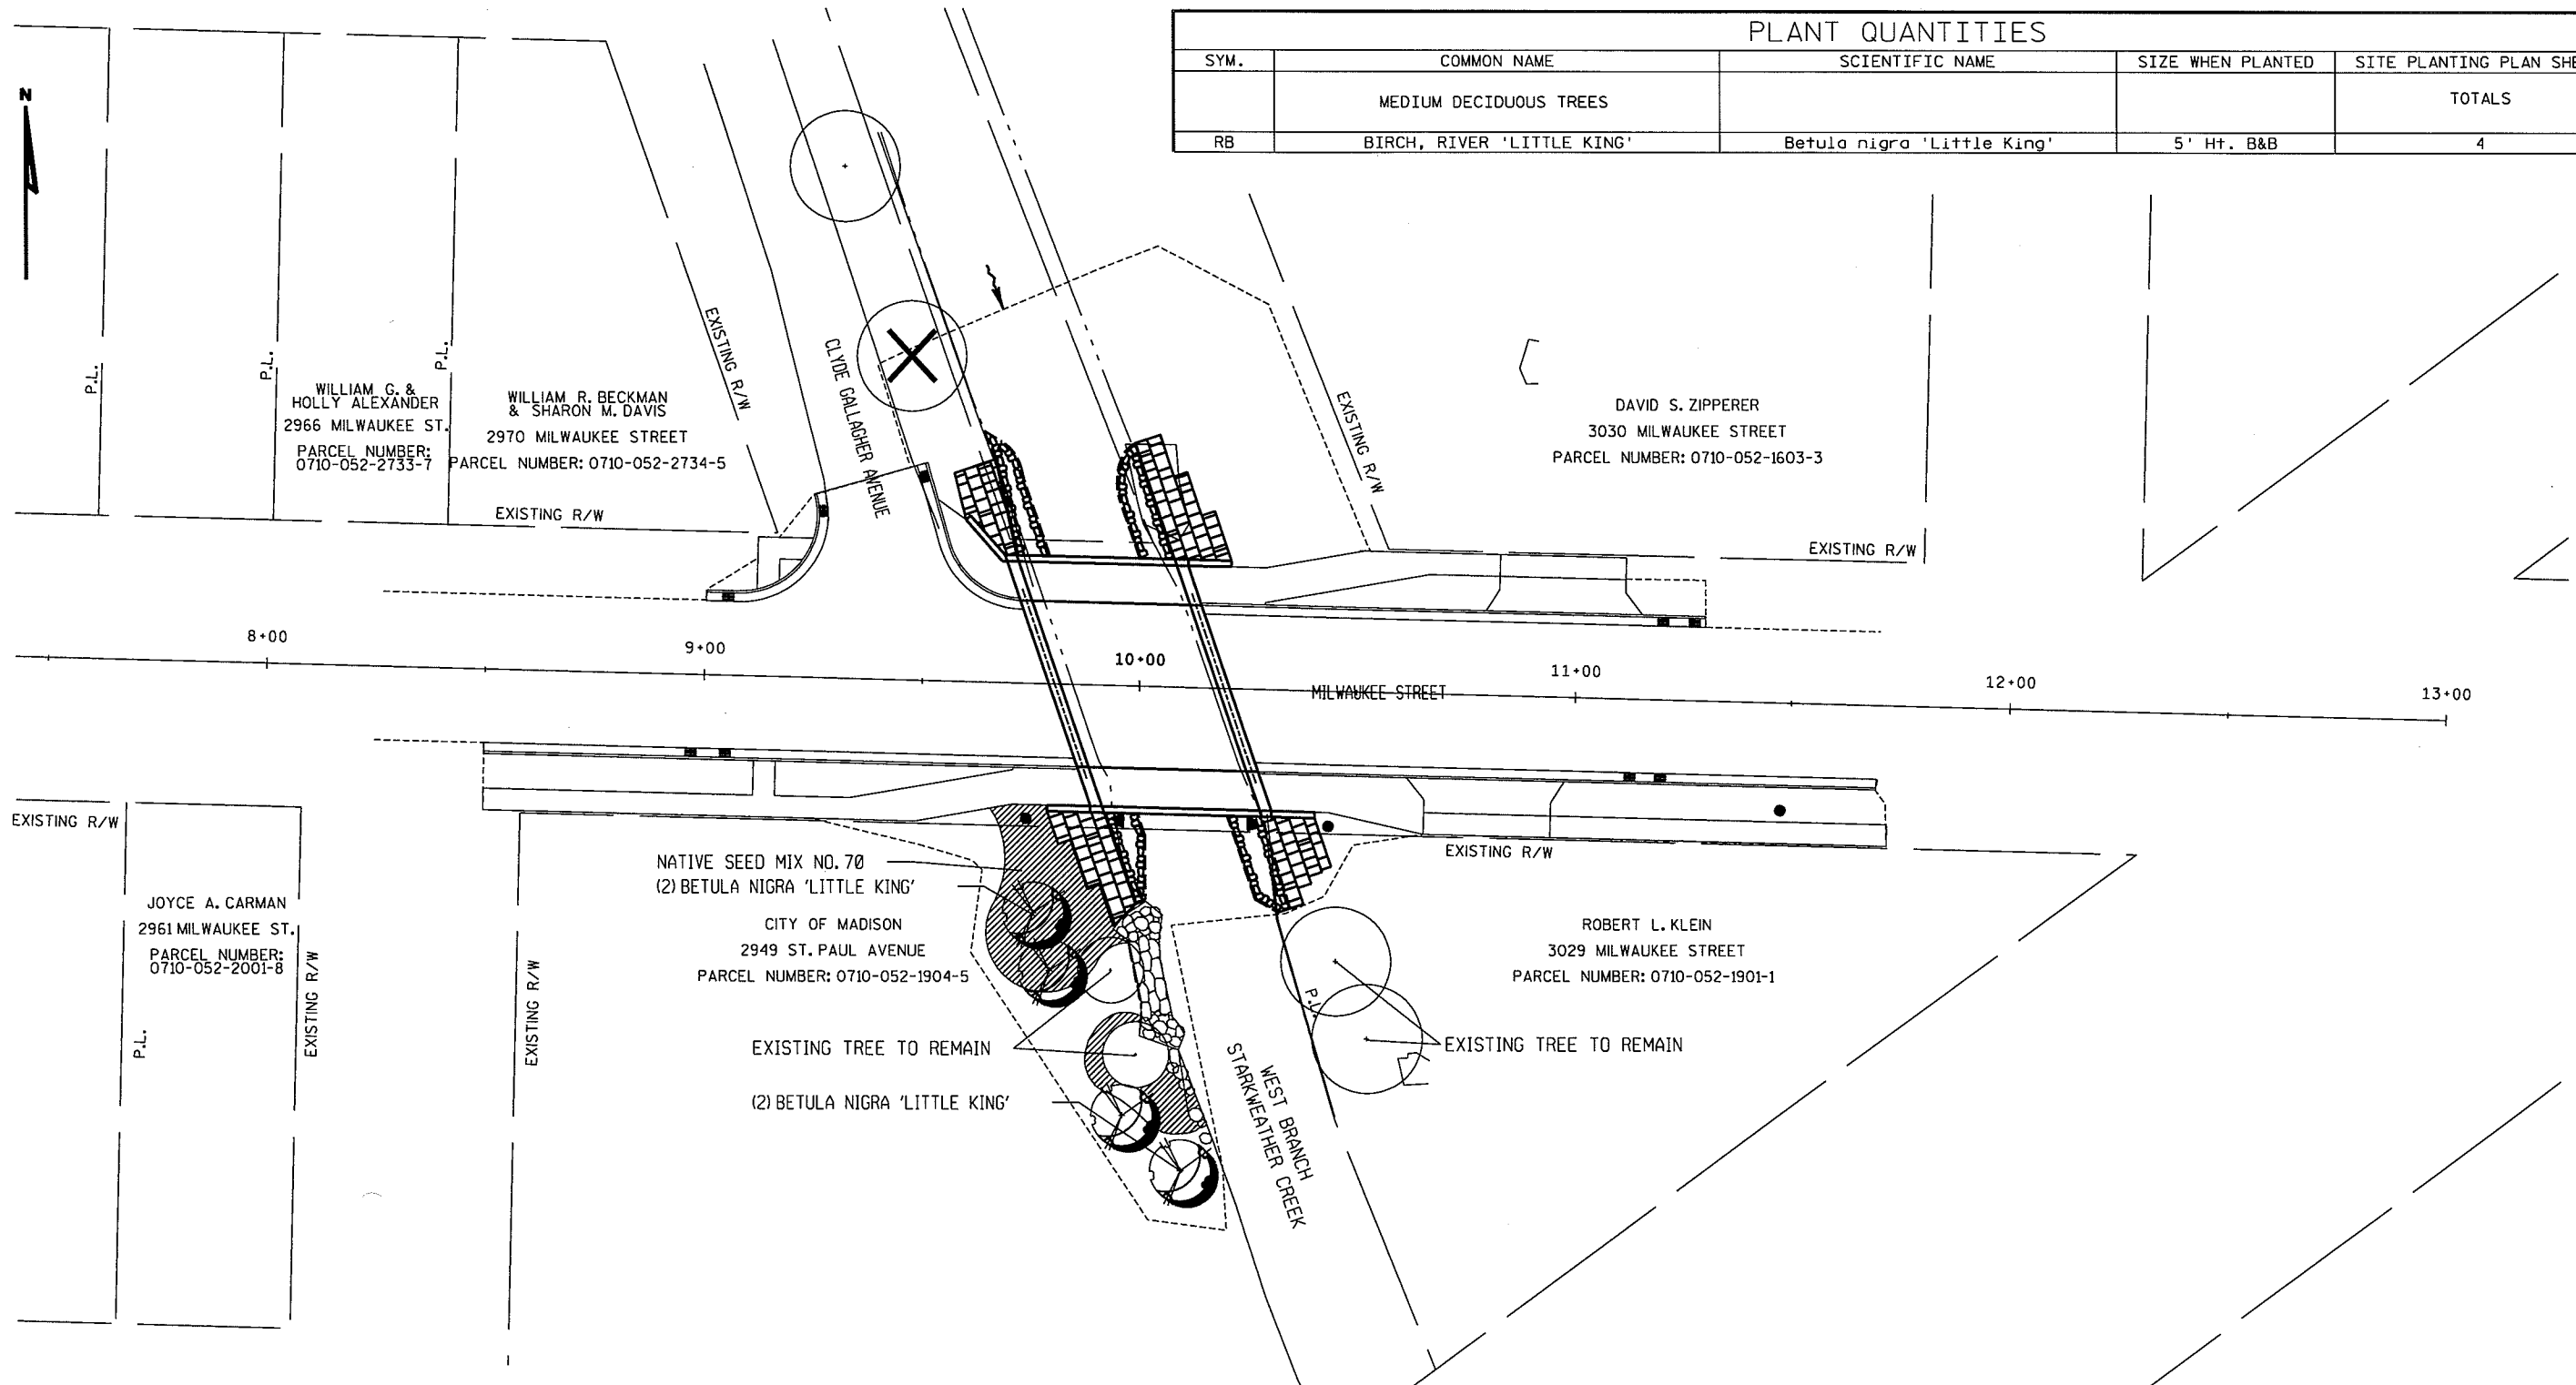 PLANT QUANTITIES
SYM. COMMON NAME SCIENTIFIC NAME SIZE WHEN PLANTED SITE PLANTING PLAN
MEDIUM DECIDUOUS TREES TOTALS
RB BIRCH, RIVER 'LITTLE KING' Betula nigra 'Little King' 5' Ht. B&B 4
N
P.L.
P.L.
P.L.
EXISTING R/W
CLYDE GALLAGHER AVENUE
EXISTING R/W
WILLIAM G. &
HOLLY ALEXANDER
2966 MILWAUKEE ST.
PARCEL NUMBER:
0710-052-2733-7
WILLIAM R. BECKMAN
& SHARON M. DAVIS
2970 MILWAUKEE STREET
PARCEL NUMBER: 0710-052-2734-5
DAVID S. ZIPPERER
3030 MILWAUKEE STREET
PARCEL NUMBER: 0710-052-1603-3
EXISTING R/W
EXISTING R/W
8+00
9+00
10+00
11+00
12+00
13+00
MILWAUKEE STREET
EXISTING R/W
EXISTING R/W
NATIVE SEED MIX NO. 70
(2) BETULA NIGRA 'LITTLE KING'
JOYCE A. CARMAN
2961 MILWAUKEE ST.
PARCEL NUMBER:
0710-052-2001-8
P.L.
EXISTING R/W
EXISTING R/W
CITY OF MADISON
2949 ST. PAUL AVENUE
PARCEL NUMBER: 0710-052-1904-5
ROBERT L. KLEIN
3029 MILWAUKEE STREET
PARCEL NUMBER: 0710-052-1901-1
P.L.
EXISTING TREE TO REMAIN
EXISTING TREE TO REMAIN
(2) BETULA NIGRA 'LITTLE KING'
WEST BRANCH
STARKWEATHER CREEK